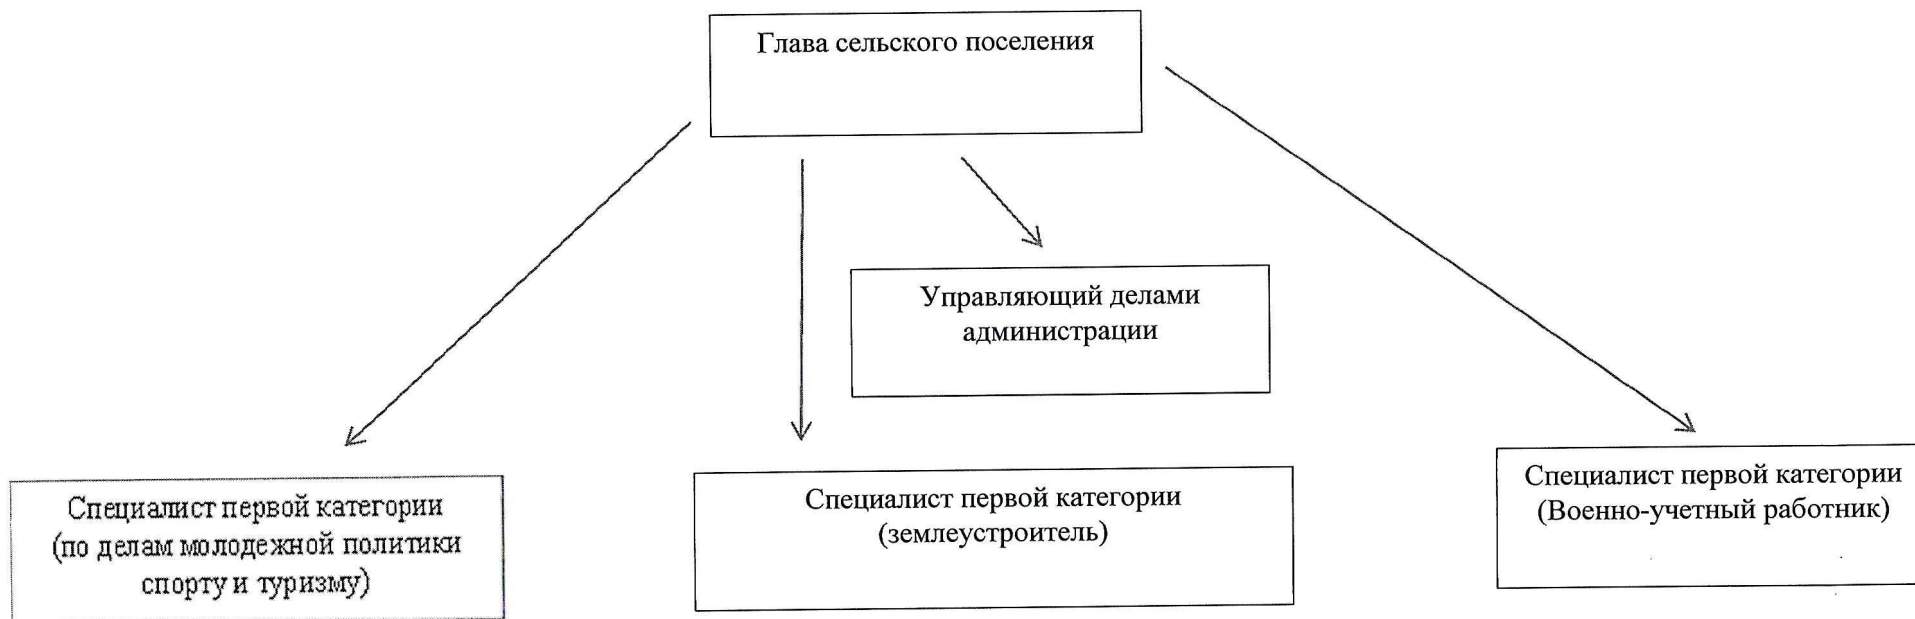 Глава сельского поселения
Управляющий делами
администрации
Специалист первой категории
(по делам молодежной политики
спорту и туризму)
Специалист первой категории
(землеустроитель)
Специалист первой категории
(Военно-учетный работник)